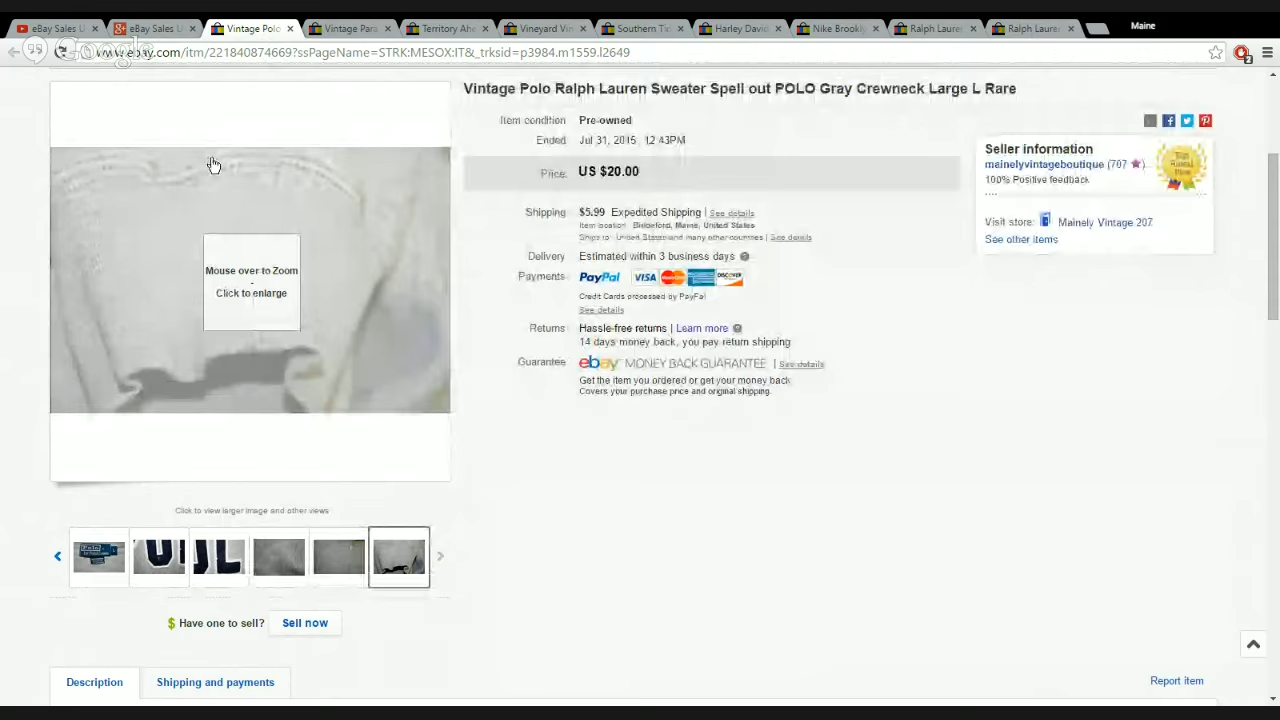 eBay Sales U
eBay Sales U
Vintage Polo
Vintage Para
Territory Ahe
Vineyard Vin
Southern Ti
Harley David
Nike Brookly
Ralph Lauren
Ralph Lauren
Maine
Google
www.ebay.com/itm/221840874669?ssPageName=STRK:MESOX:IT&_trksid=p3984.m1559.l2649
Vintage Polo Ralph Lauren Sweater Spell out POLO Gray Crewneck Large L Rare
Item condition Pre-owned
Ended Jul 31, 2015, 12:43PM
Price: US $20.00
Shipping $5.99 Expedited Shipping | See details
Item location: Biddeford, Maine, United States
Ships to: United States and many other countries | See details
Delivery Estimated within 3 business days
Payments PayPal VISA MasterCard DISCOVER
Credit Cards processed by PayPal
See details
Returns Hassle-free returns | Learn more
14 days money back, you pay return shipping
Guarantee ebay MONEY BACK GUARANTEE | See details
Get the item you ordered or get your money back
Covers your purchase price and original shipping.
Seller information
mainelyvintageboutique (707 )
100% Positive feedback
Visit store: Mainely Vintage 207
See other items
Mouse over to Zoom
-
Click to enlarge
Click to view larger image and other views
Polo
Have one to sell? Sell now
Description
Shipping and payments
Report item